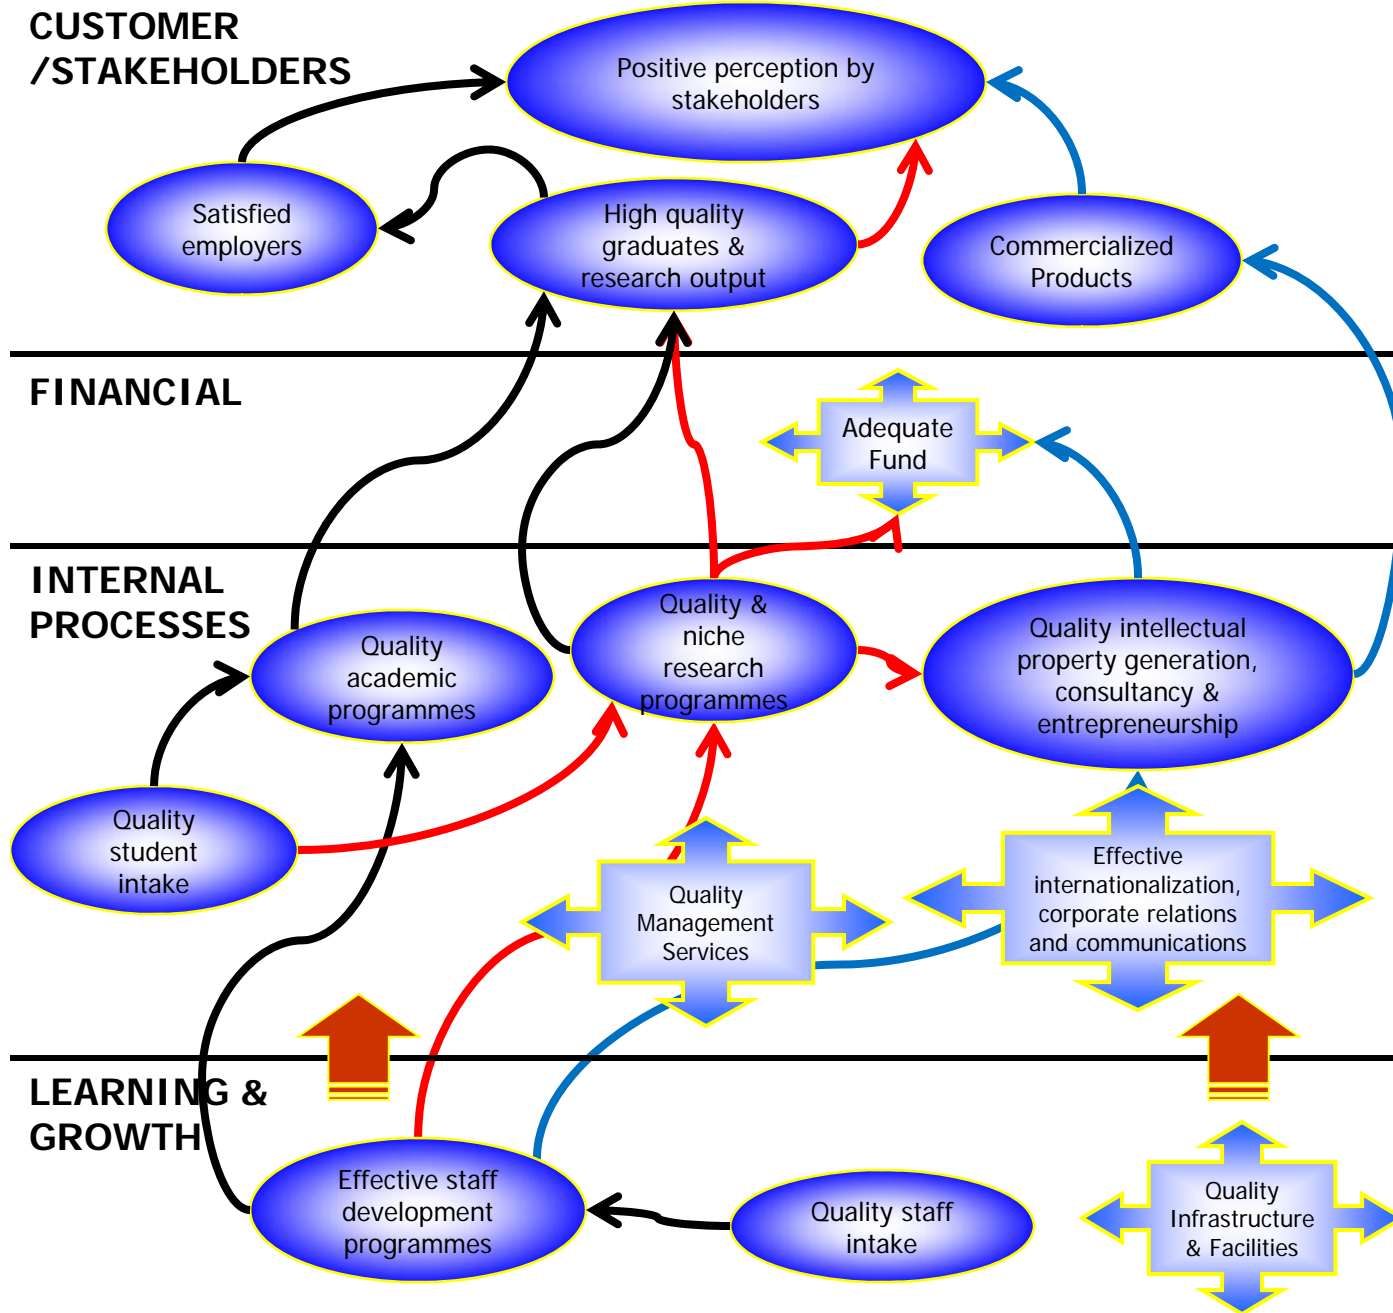 CUSTOMER
/STAKEHOLDERS
Positive perception by
stakeholders
Satisfied
employers
High quality
graduates &
research output
Commercialized
Products
FINANCIAL
Adequate
Fund
INTERNAL
PROCESSES
Quality
academic
programmes
Quality &
niche
research
programmes
Quality intellectual
property generation,
consultancy &
entrepreneurship
Quality
student
intake
Quality
Management
Services
Effective
internationalization,
corporate relations
and communications
LEARNING &
GROWTH
Effective staff
development
programmes
Quality staff
intake
Quality
Infrastructure
& Facilities